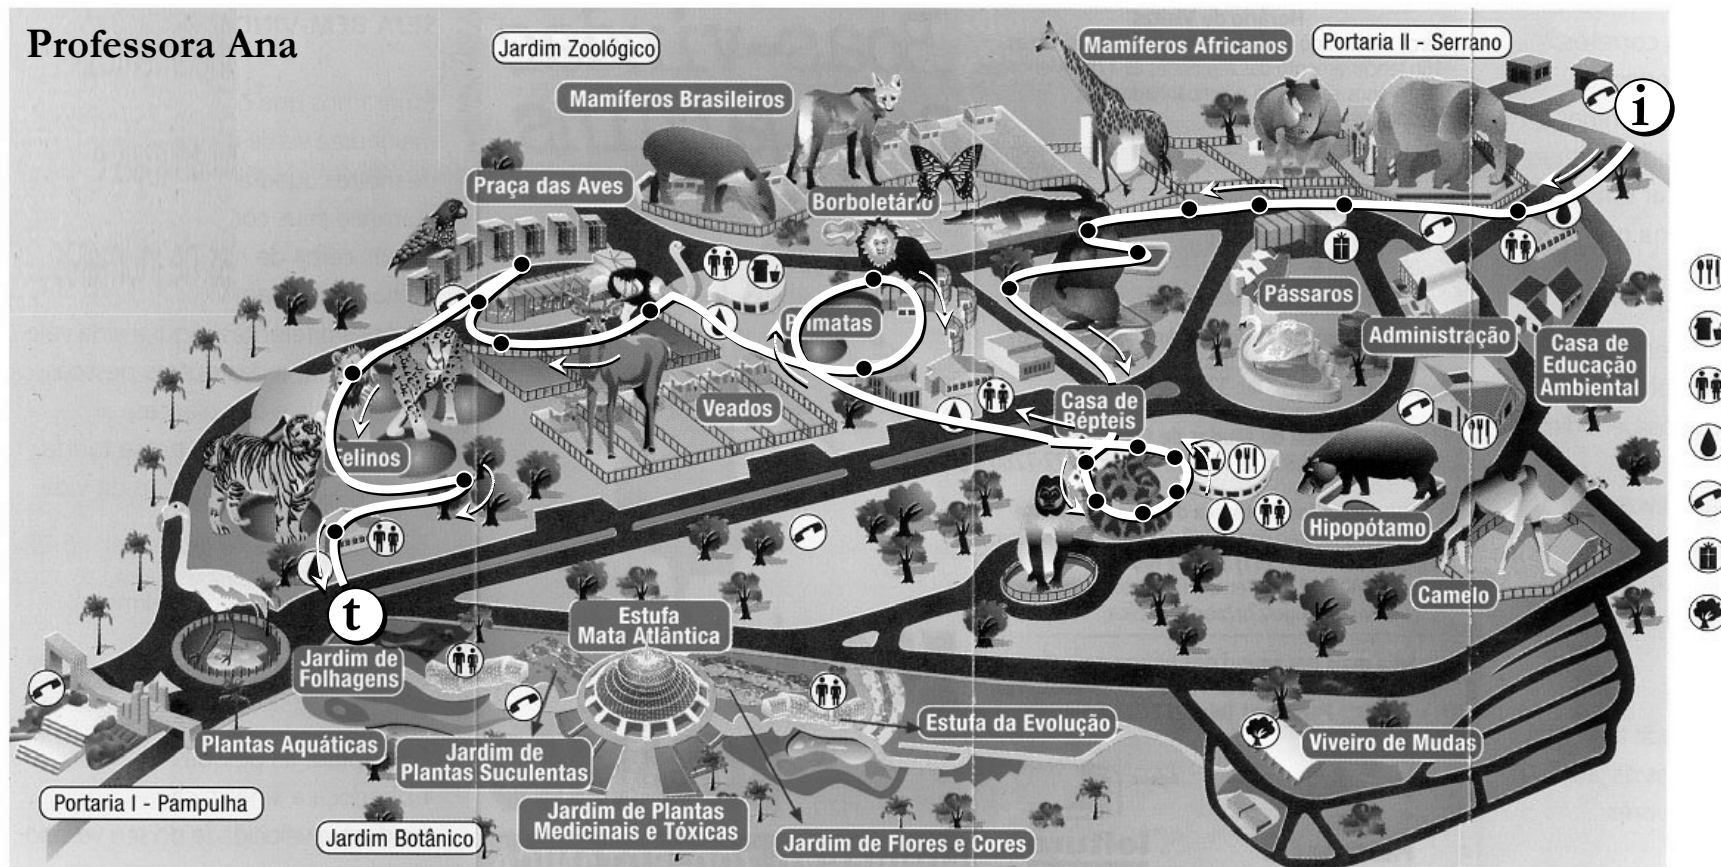 Professora Ana
Jardim Zoológico
Mamíferos Africanos
Portaria II - Serrano
Mamíferos Brasileiros
i
Praça das Aves
Borboletário
Pássaros
Primatas
Administração
Casa de
Educação
Ambiental
Veados
Casa de
Répteis
Felinos
Hipopótamo
Camelo
t
Estufa
Mata Atlântica
Jardim de
Folhagens
Estufa da Evolução
Plantas Aquáticas
Jardim de
Plantas Suculentas
Viveiro de Mudas
Portaria I - Pampulha
Jardim de Plantas
Medicinais e Tóxicas
Jardim Botânico
Jardim de Flores e Cores